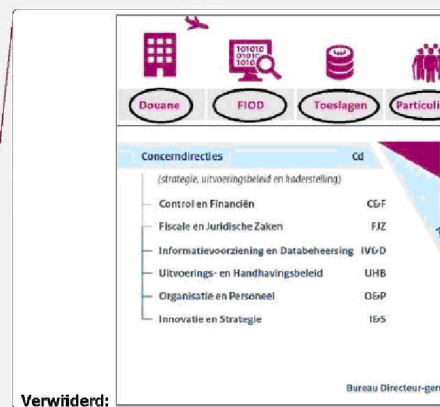 Douane FIOD Toeslagen Particuli
Concerndirecties Cd
(strategie, uitvoeringsbeleid en kaderstelling)
Control en Financiën C&F
Fiscale en Juridische Zaken FJZ
Informatievoorziening en Databeheersing IV&D
Uitvoerings- en Handhavingsbeleid UHB
Organisatie en Personeel O&P
Innovatie en Strategie I&S
Bureau Directeur-gen
Verwijderd: